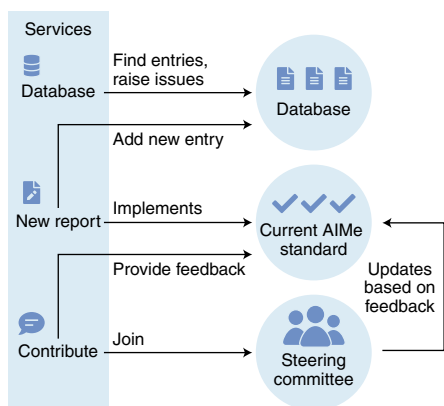 Services
Find entries,
raise issues
Database
Database
Add new entry
New report
Implements
Current AIMe
standard
Provide feedback
Updates
based on
feedback
Contribute
Join
Steering
committee